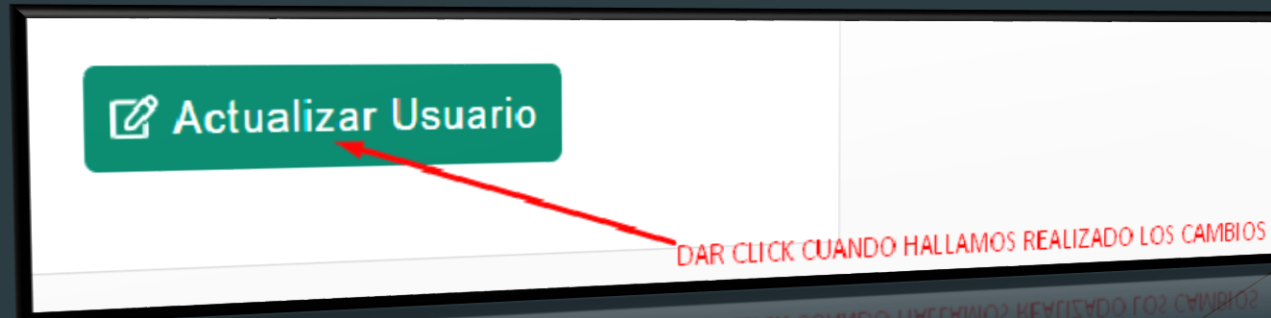 Actualizar Usuario
DAR CLICK CUANDO HALLAMOS REALIZADO LOS CAMBIOS